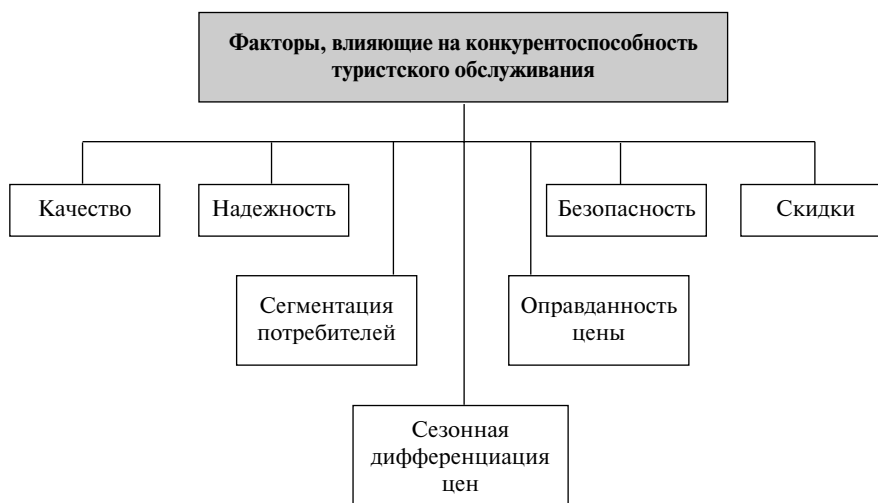 Факторы, влияющие на конкурентоспособность
туристского обслуживания
Качество
Надежность
Безопасность
Скидки
Сегментация
потребителей
Оправданность
цены
Сезонная
дифференциация
цен